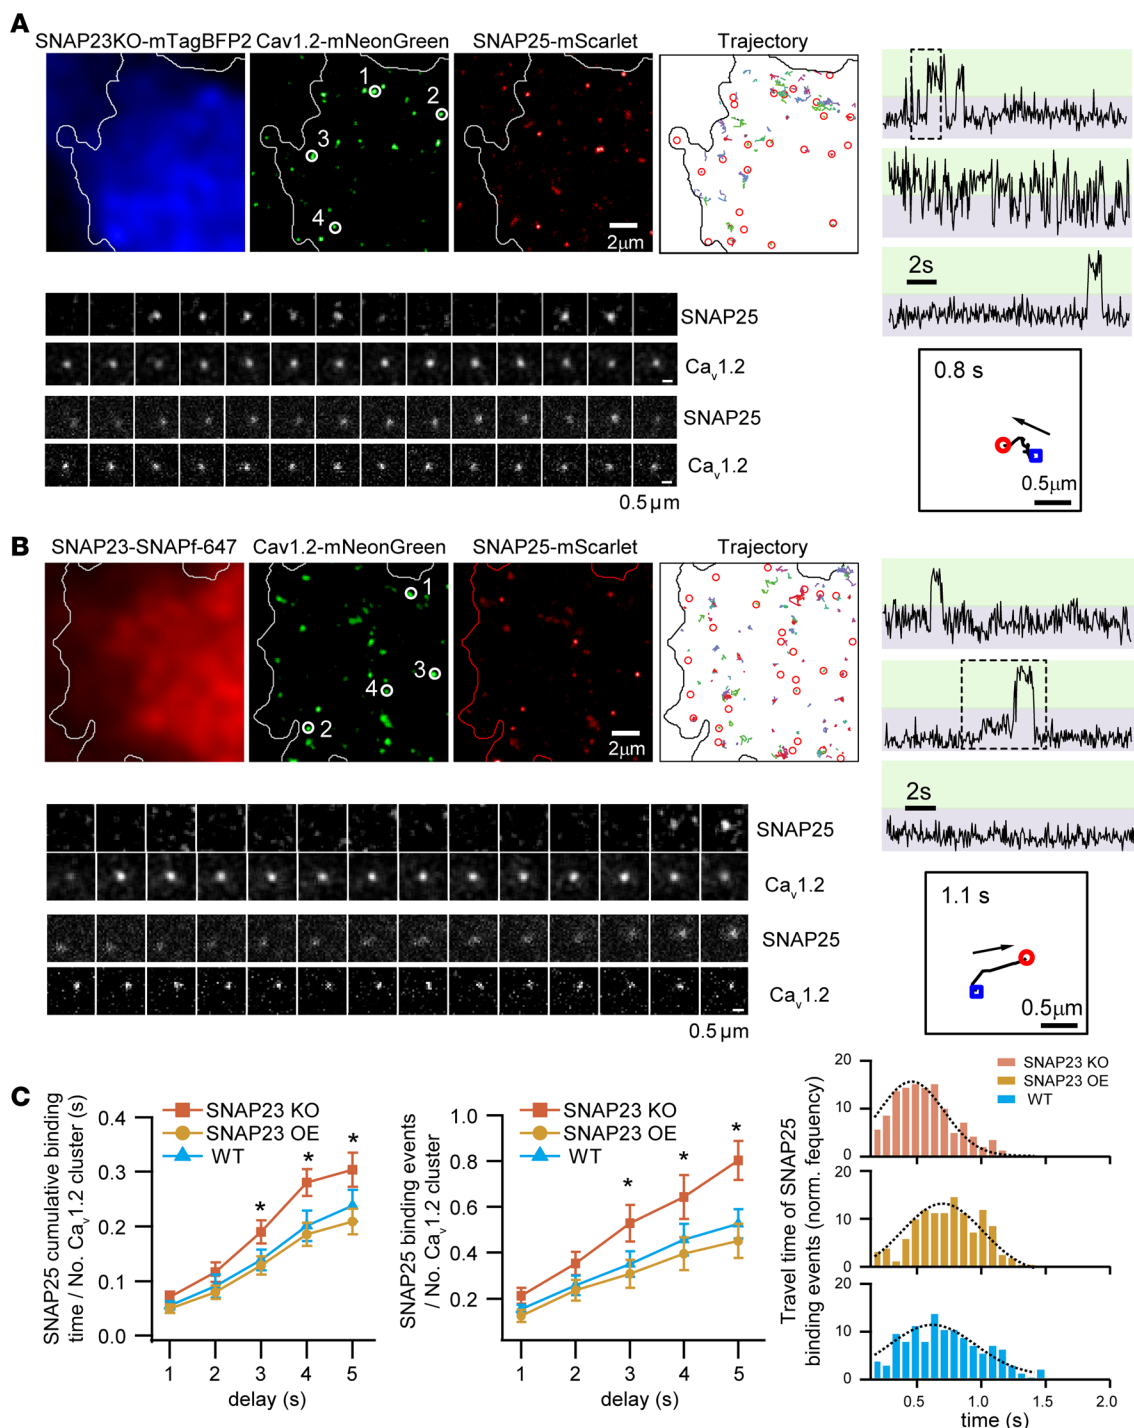 A
SNAP23KO-mTagBFP2 Cav1.2-mNeonGreen SNAP25-mScarlet Trajectory
1
2
3
4
2μm
2s
SNAP25
Cav1.2
SNAP25
Cav1.2
0.5μm
0.8 s
0.5μm
B
SNAP23-SNAPf-647 Cav1.2-mNeonGreen SNAP25-mScarlet Trajectory
1
3
4
2
2μm
2s
SNAP25
Cav1.2
SNAP25
Cav1.2
0.5μm
1.1 s
0.5μm
C
SNAP25 cumulative binding
time / No. Cav1.2 cluster (s)
0.4
0.3
0.2
0.1
0.0
SNAP23 KO
SNAP23 OE
WT
*
*
*
1 2 3 4 5
delay (s)
SNAP25 binding events
/ No. Cav1.2 cluster
1.0
0.8
0.6
0.4
0.2
SNAP23 KO
SNAP23 OE
WT
*
*
*
1 2 3 4 5
delay (s)
Travel time of SNAP25
binding events (norm. fequency)
20
10
0
20
10
0
20
10
0
SNAP23 KO
SNAP23 OE
WT
0.5 1.0 1.5 2.0
time (s)